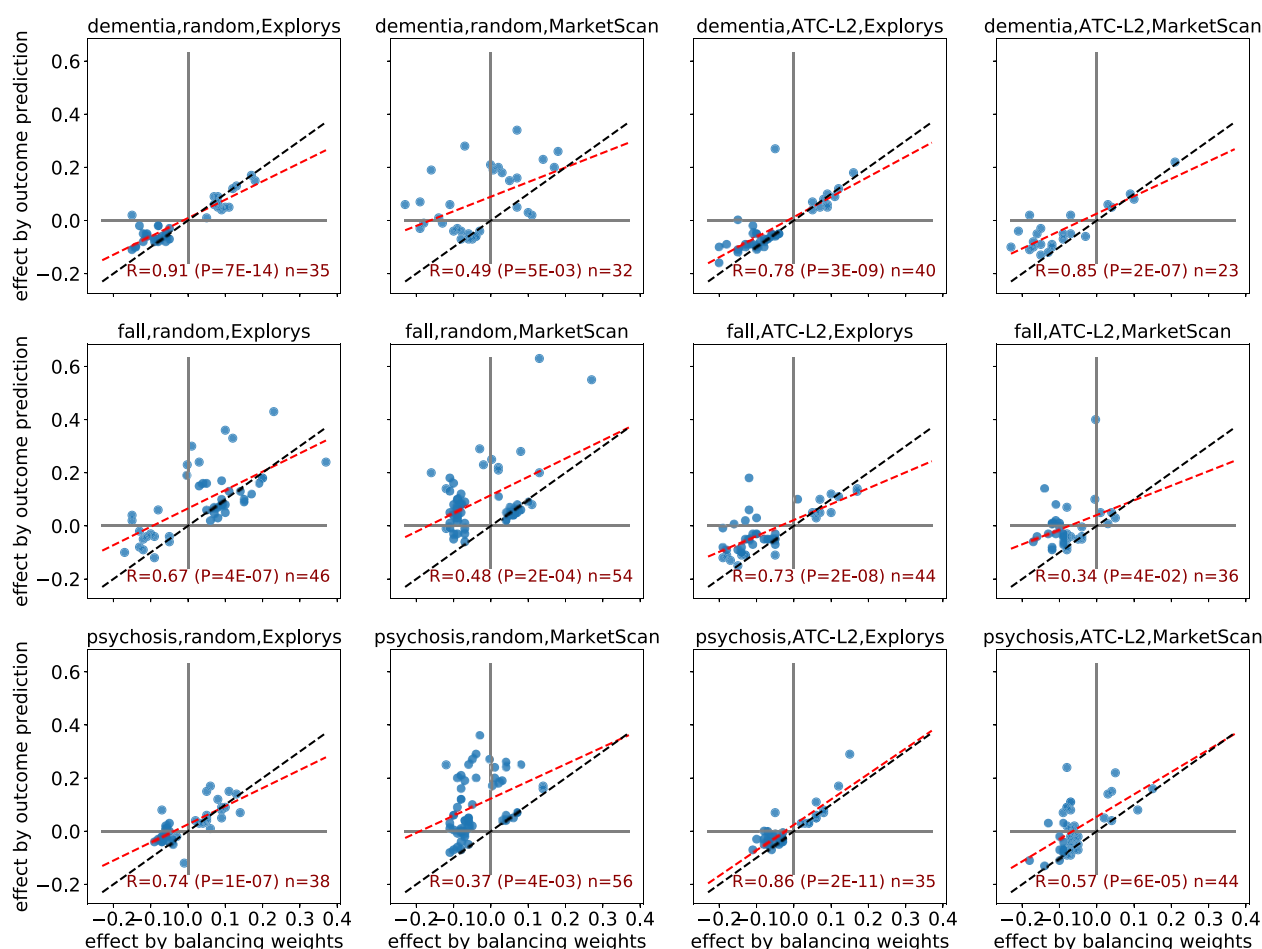 dementia,random,Explorys
dementia,random,MarketScan
dementia,ATC-L2,Explorys
dementia,ATC-L2,MarketScan
effect by outcome prediction
0.6
0.4
0.2
0.0
−0.2
R=0.91 (P=7E-14) n=35
R=0.49 (P=5E-03) n=32
R=0.78 (P=3E-09) n=40
R=0.85 (P=2E-07) n=23
fall,random,Explorys
fall,random,MarketScan
fall,ATC-L2,Explorys
fall,ATC-L2,MarketScan
effect by outcome prediction
0.6
0.4
0.2
0.0
−0.2
R=0.67 (P=4E-07) n=46
R=0.48 (P=2E-04) n=54
R=0.73 (P=2E-08) n=44
R=0.34 (P=4E-02) n=36
psychosis,random,Explorys
psychosis,random,MarketScan
psychosis,ATC-L2,Explorys
psychosis,ATC-L2,MarketScan
effect by outcome prediction
0.6
0.4
0.2
0.0
−0.2
R=0.74 (P=1E-07) n=38
R=0.37 (P=4E-03) n=56
R=0.86 (P=2E-11) n=35
R=0.57 (P=6E-05) n=44
−0.2 −0.1 0.0 0.1 0.2 0.3 0.4
−0.2 −0.1 0.0 0.1 0.2 0.3 0.4
−0.2 −0.1 0.0 0.1 0.2 0.3 0.4
−0.2 −0.1 0.0 0.1 0.2 0.3 0.4
effect by balancing weights
effect by balancing weights
effect by balancing weights
effect by balancing weights